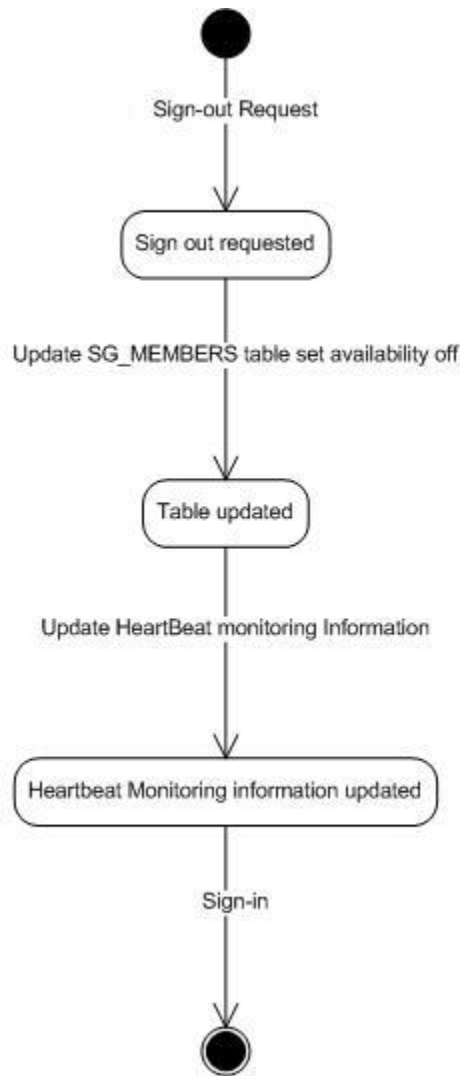 Sign-out Request
Sign out requested
Update SG_MEMBERS table set availability off
Table updated
Update HeartBeat monitoring Information
Heartbeat Monitoring information updated
Sign-in